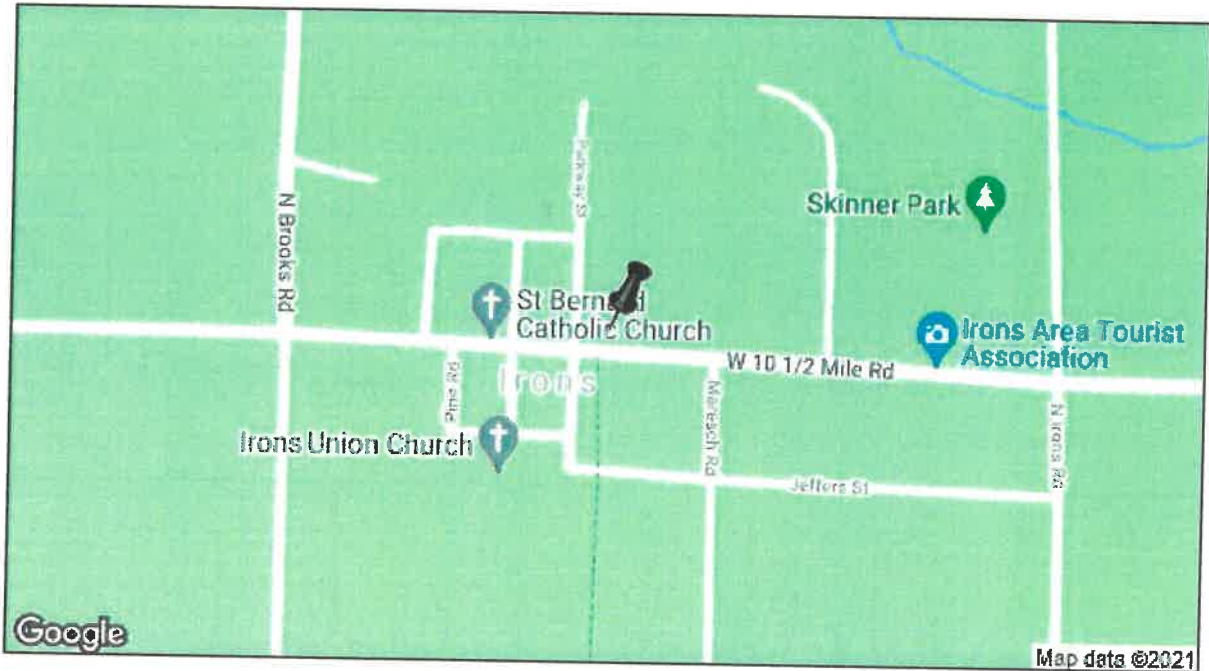 Parkway St
Skinner Park
N Brooks Rd
St Bernard
Catholic Church
Irons Area Tourist
Association
W 10 1/2 Mile Rd
Irons
Pine Rd
Maresch Rd
N Irons Rd
Irons Union Church
Jeffers St
Google
Map data ©2021